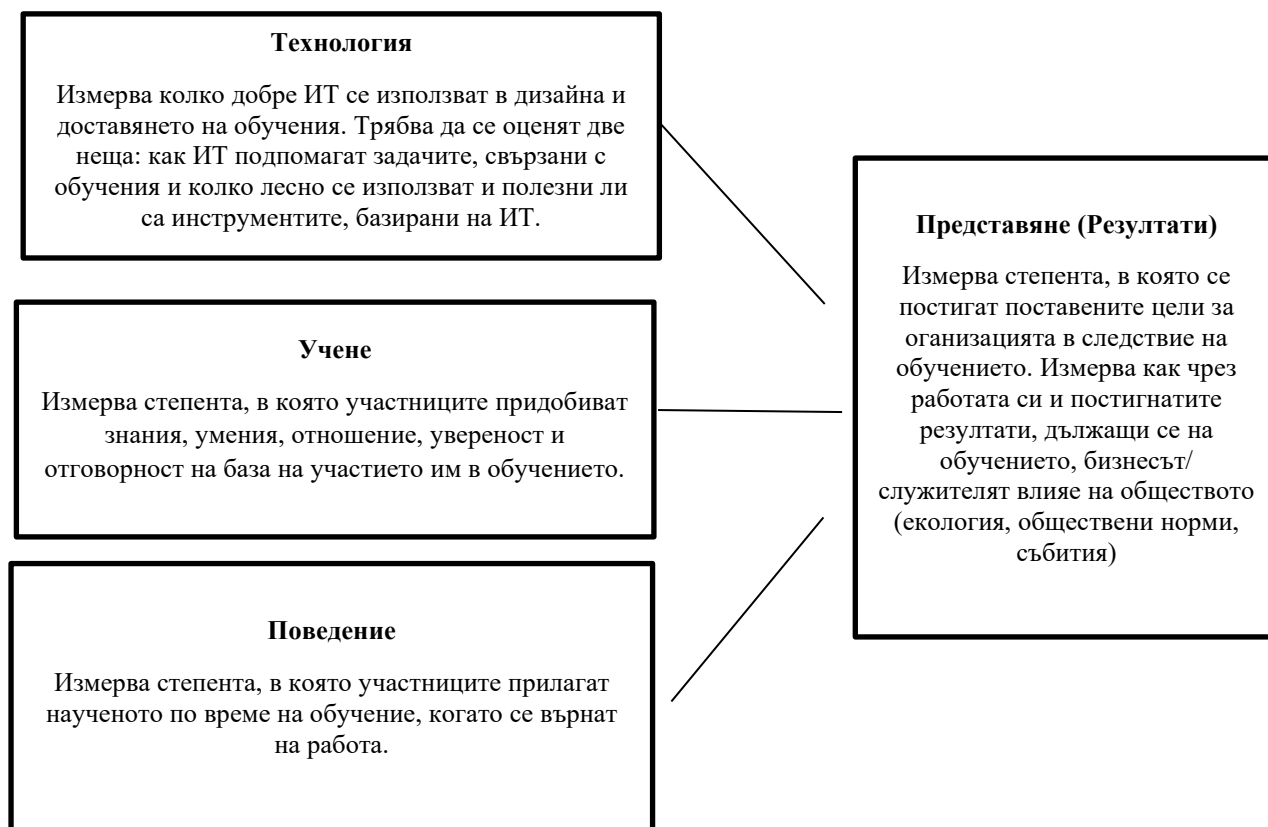 Технология
Измерва колко добре ИТ се използват в дизайна и
доставянето на обучения. Трябва да се оценят две
неща: как ИТ подпомагат задачите, свързани с
обучения и колко лесно се използват и полезни ли
са инструментите, базирани на ИТ.
Учене
Измерва степента, в която участниците придобиват
знания, умения, отношение, увереност и
отговорност на база на участието им в обучението.
Поведение
Измерва степента, в която участниците прилагат
наученото по време на обучение, когато се върнат
на работа.
Представяне (Резултати)
Измерва степента, в която се
постигат поставените цели за
оганизацията в следствие на
обучението. Измерва как чрез
работата си и постигнатите
резултати, дължащи се на
обучението, бизнесът/
служителят влияе на обществото
(екология, обществени норми,
събития)